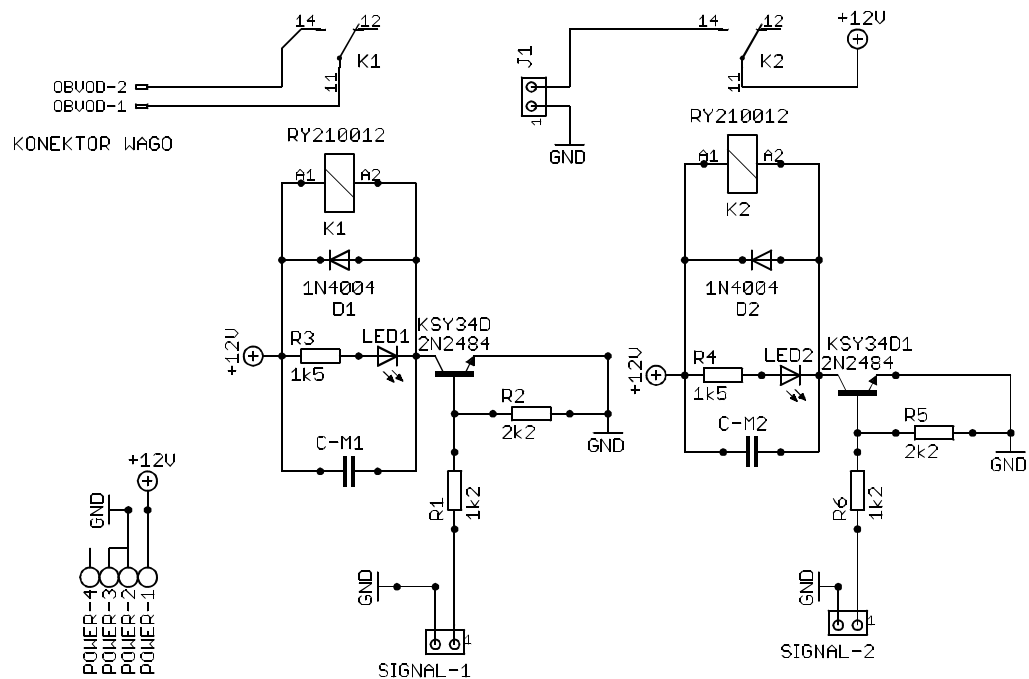 14 12
K1
11
OBVOD-2
OBVOD-1
KONEKTOR WAGO
J1
1
GND
14 12
K2
11
+12V
RY210012
A1 A2
K1
1N4004
D1
+12V
R3
1k5
LED1
KSY34D
2N2484
R2
2k2
GND
C-M1
R1
1k2
GND
1
SIGNAL-1
RY210012
A1 A2
K2
1N4004
D2
+12V
R4
1k5
LED2
KSY34D1
2N2484
R5
2k2
GND
C-M2
R6
1k2
GND
1
SIGNAL-2
+12V
GND
POWER-4
POWER-3
POWER-2
POWER-1